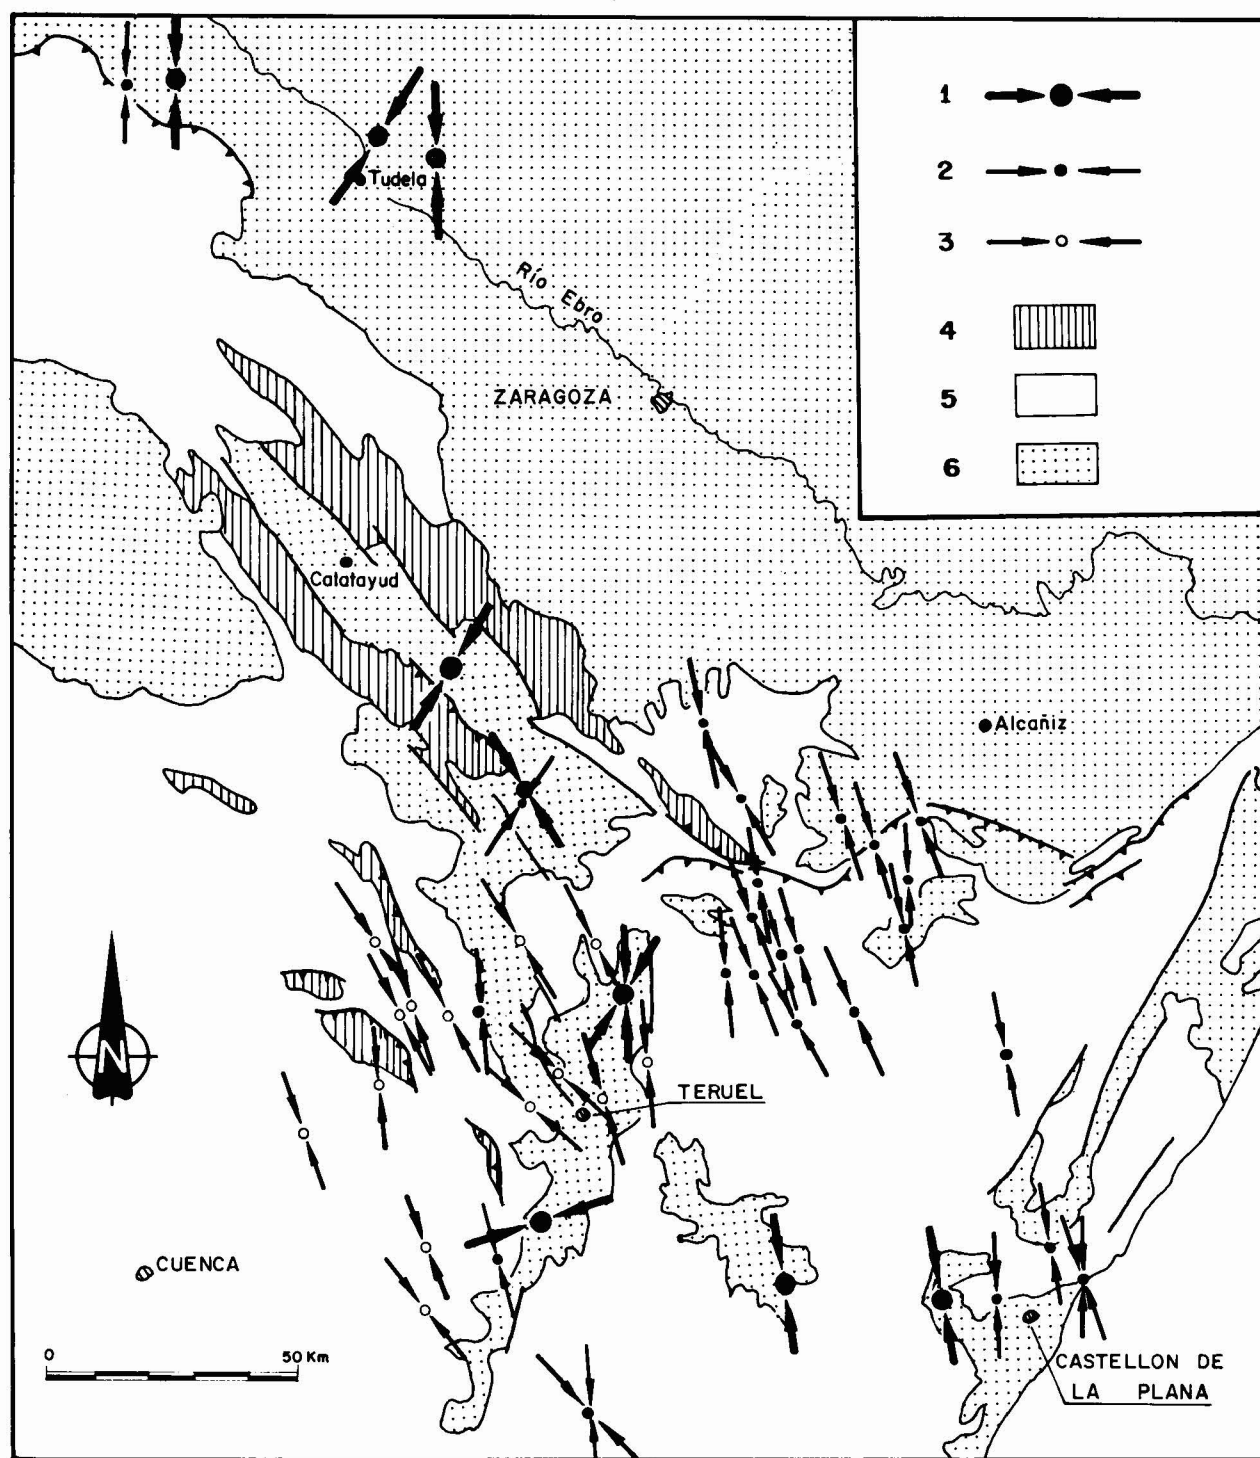 1
2
3
4
5
6
Tudela
Río Ebro
ZARAGOZA
Calatayud
Alcañiz
N
TERUEL
CUENCA
0 50 Km
CASTELLON DE
LA PLANA